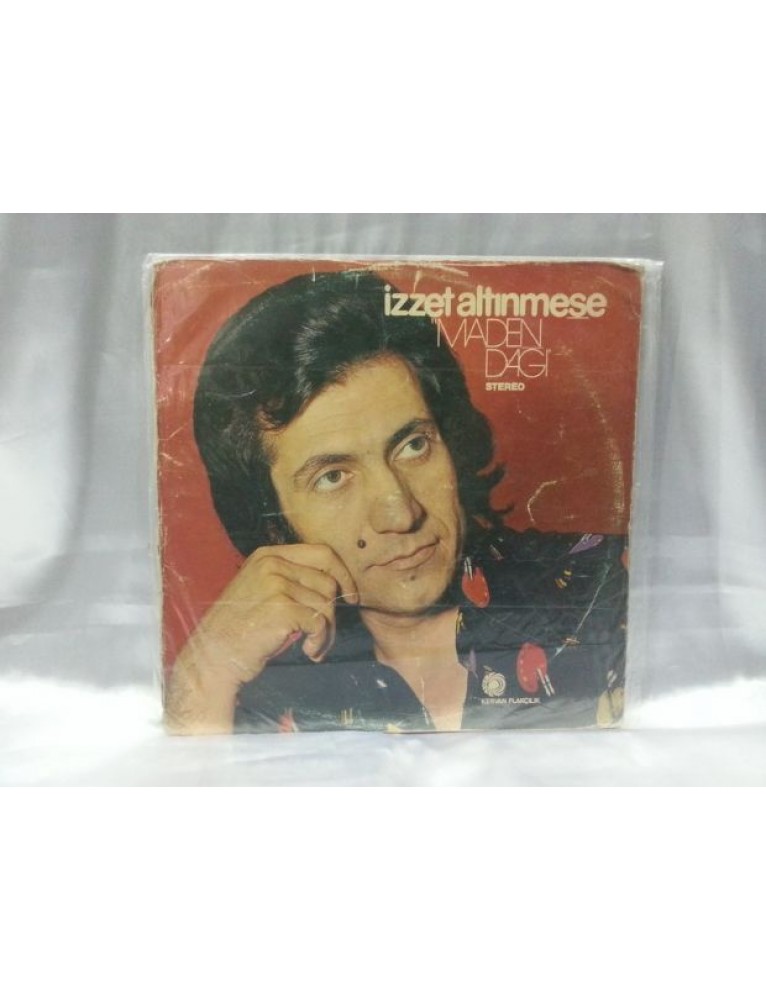 izzet altınmeşe
"MADEN
DAĞI"
STEREO
KERVAN PLAKÇILIK